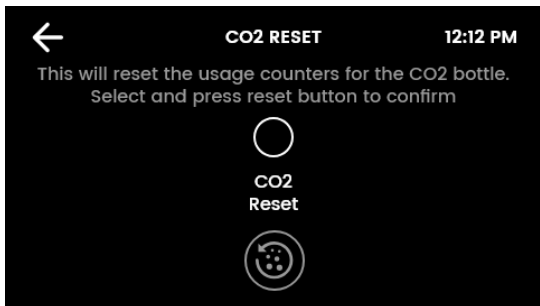 CO2 RESET
12:12 PM
This will reset the usage counters for the CO2 bottle.
Select and press reset button to confirm
CO2
Reset